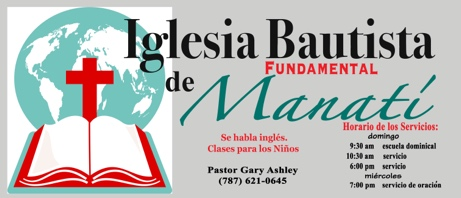 Iglesia Bautista
FUNDAMENTAL
de Manatí
Se habla inglés.
Clases para los Niños
Pastor Gary Ashley
(787) 621-0645
Horario de los Servicios:
domingo
9:30 am escuela dominical
10:30 am servicio
6:00 pm servicio
miércoles
7:00 pm servicio de oración